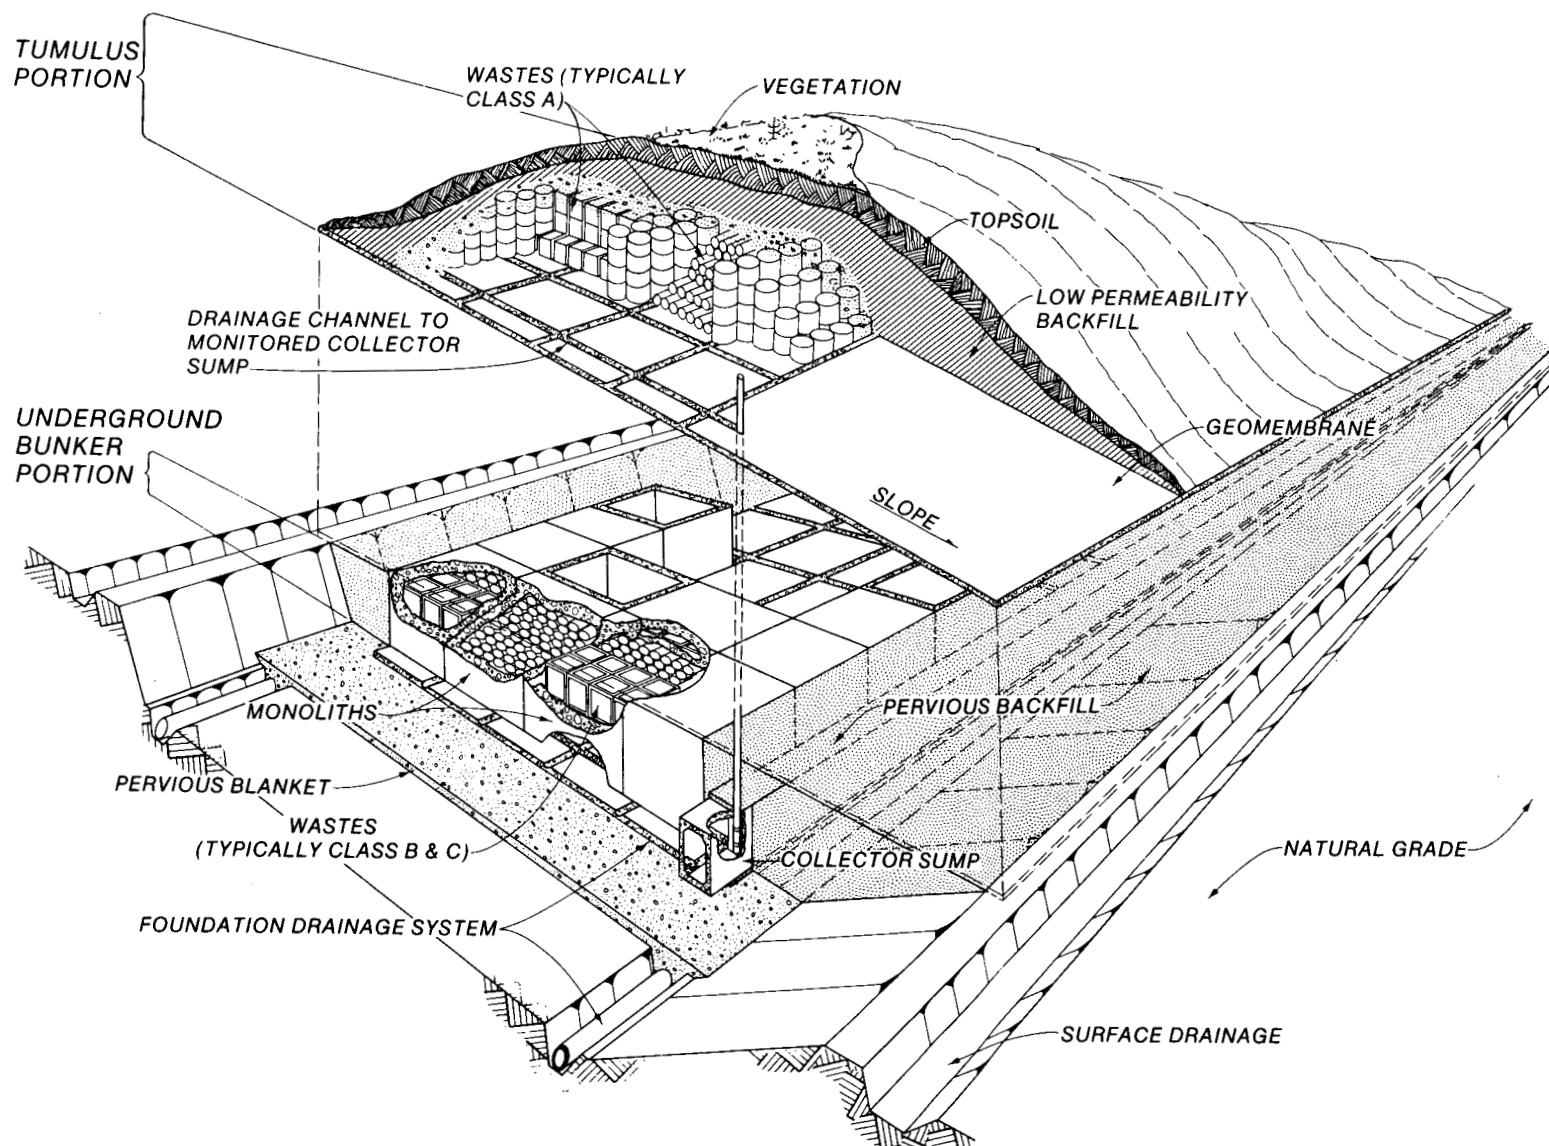 TUMULUS
PORTION
WASTES (TYPICALLY
CLASS A)
VEGETATION
TOPSOIL
LOW PERMEABILITY
BACKFILL
DRAINAGE CHANNEL TO
MONITORED COLLECTOR
SUMP
UNDERGROUND
BUNKER
PORTION
GEOMEMBRANE
SLOPE
MONOLITHS
PERVIOUS BACKFILL
PERVIOUS BLANKET
WASTES
(TYPICALLY CLASS B & C)
COLLECTOR SUMP
NATURAL GRADE
FOUNDATION DRAINAGE SYSTEM
SURFACE DRAINAGE